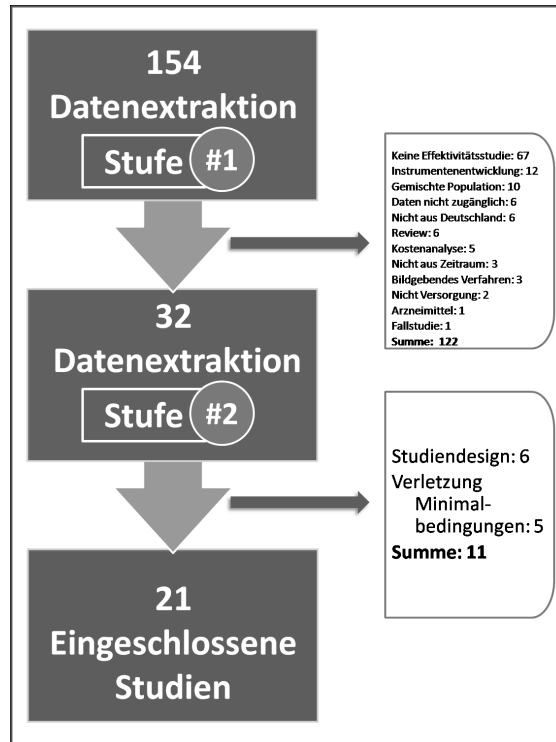 154
Datenextraktion
Stufe #1
Keine Effektivitätsstudie: 67
Instrumentenentwicklung: 12
Gemischte Population: 10
Daten nicht zugänglich: 6
Nicht aus Deutschland: 6
Review: 6
Kostenanalyse: 5
Nicht aus Zeitraum: 3
Bildgebendes Verfahren: 3
Nicht Versorgung: 2
Arzneimittel: 1
Fallstudie: 1
Summe: 122
32
Datenextraktion
Stufe #2
Studiendesign: 6
Verletzung
Minimal-
bedingungen: 5
Summe: 11
21
Eingeschlossene
Studien